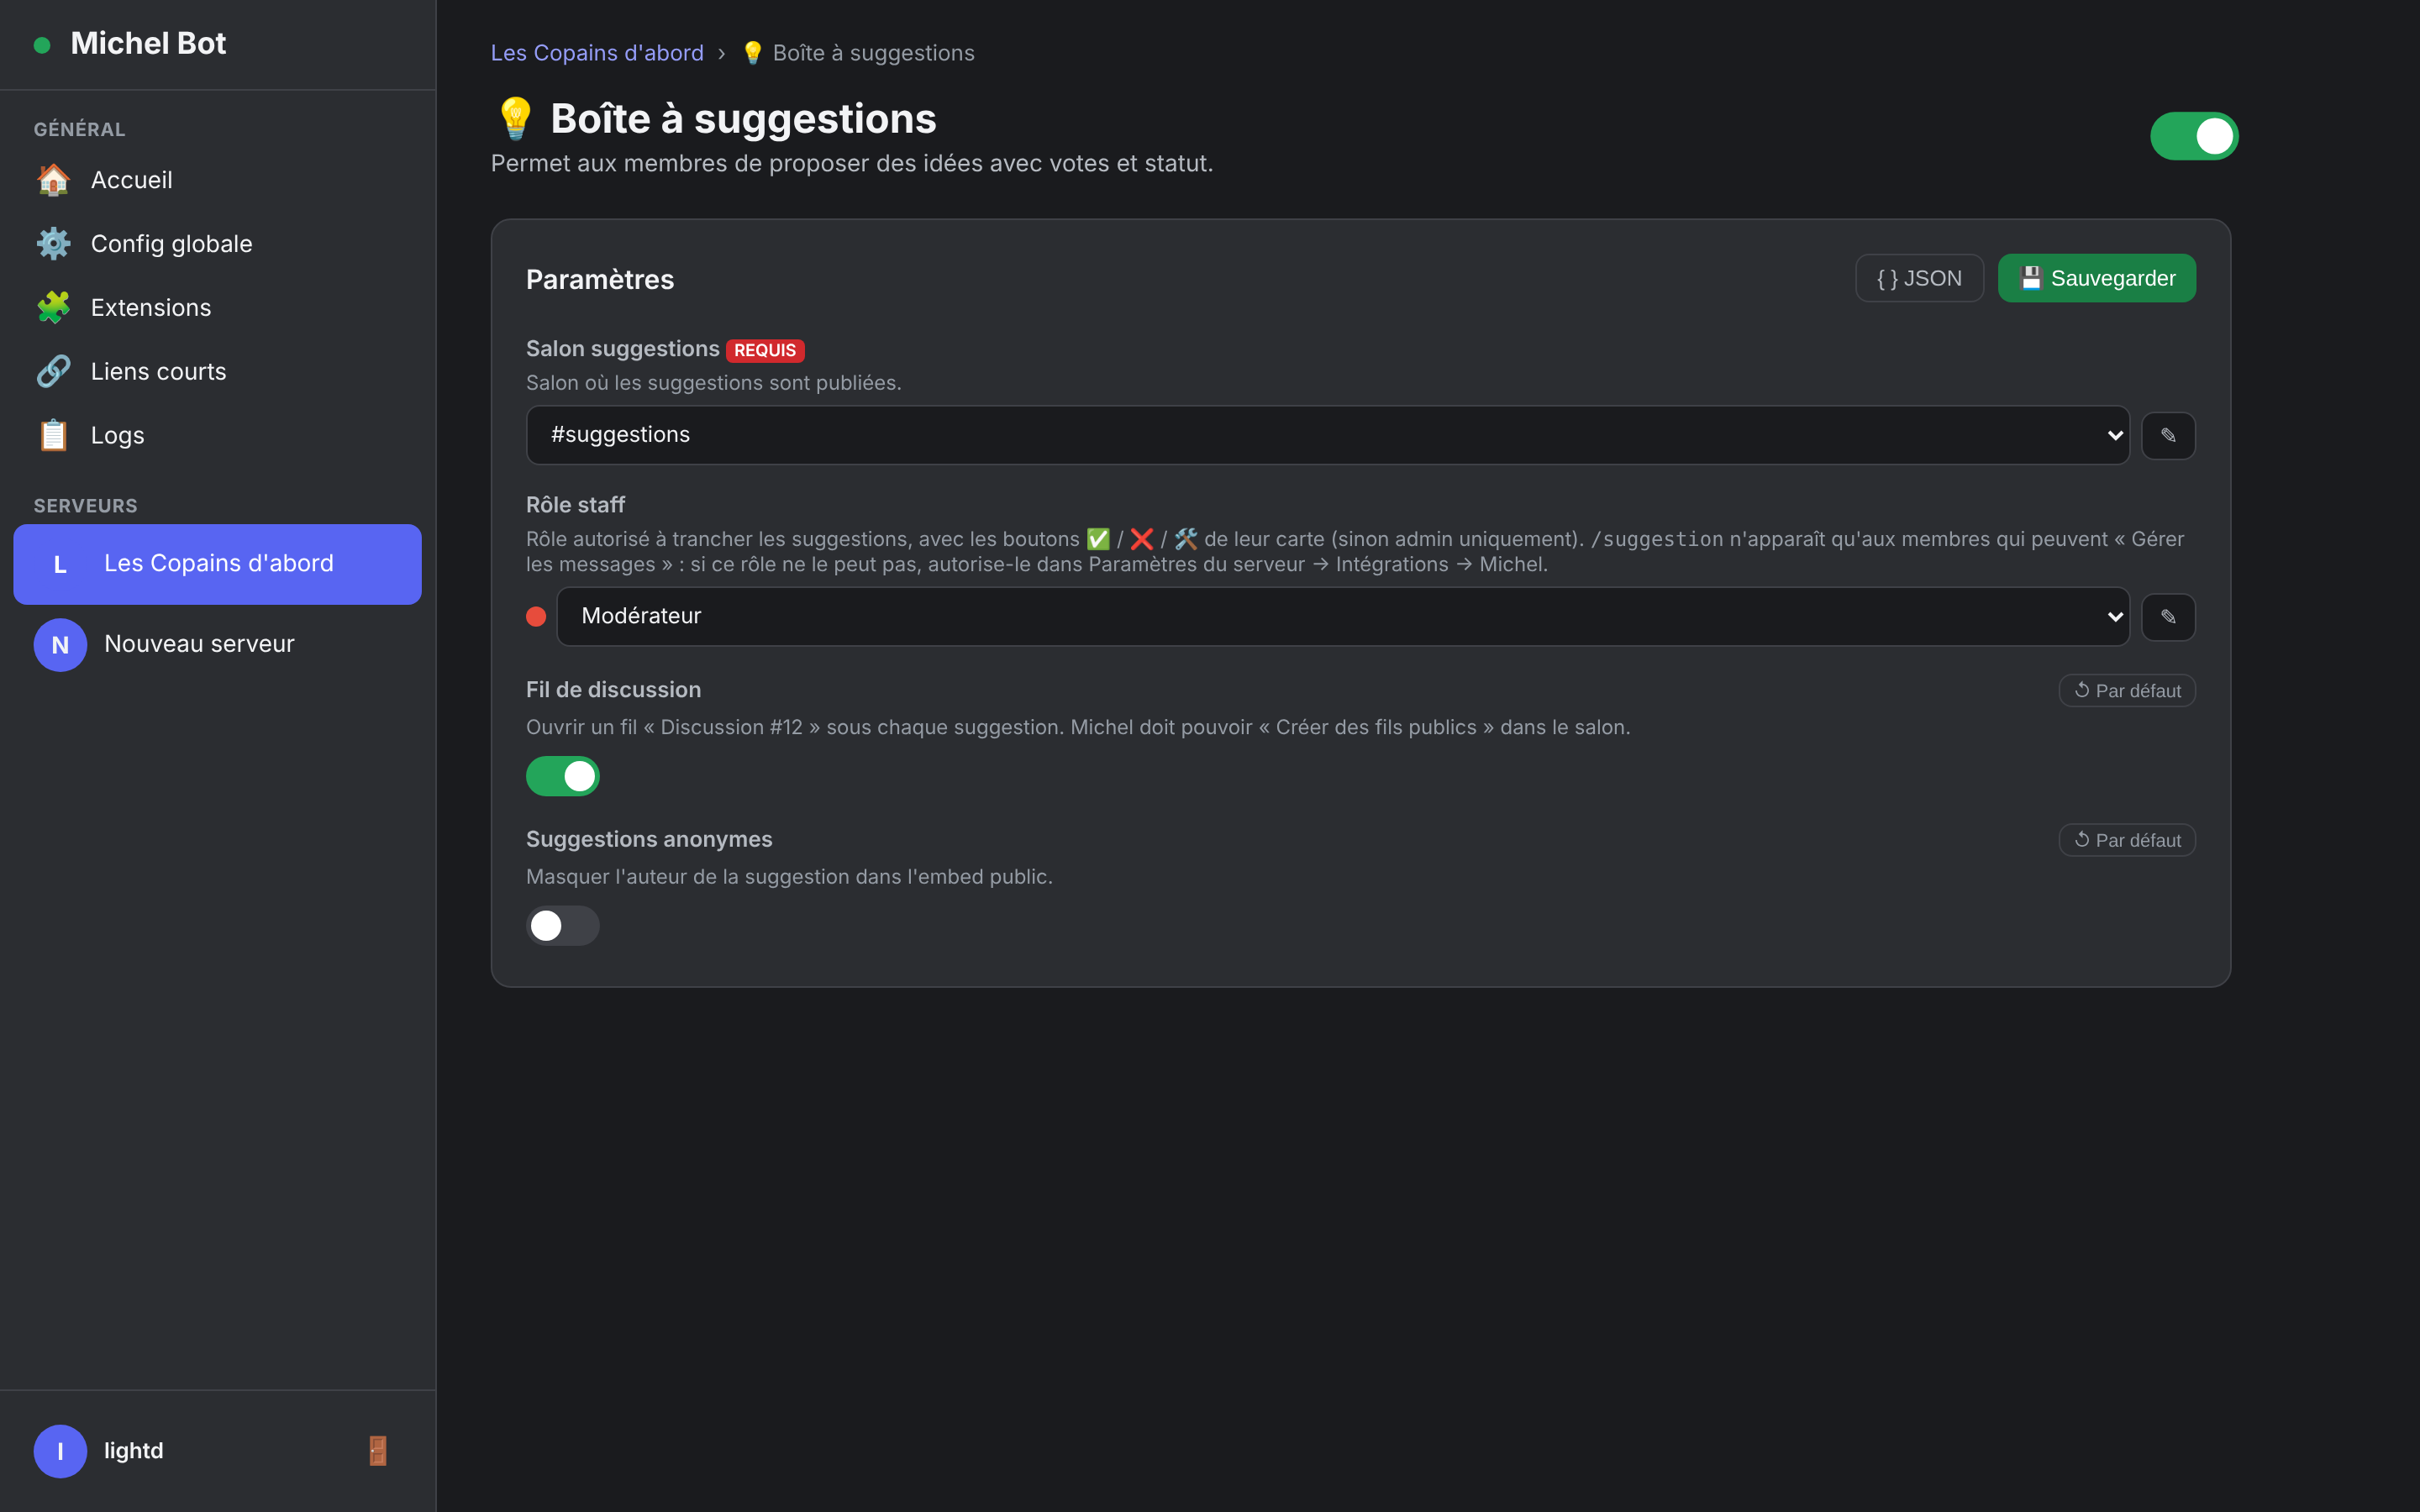 Michel Bot
GÉNÉRAL
🏠 Accueil
⚙️ Config globale
🧩 Extensions
🔗 Liens courts
📋 Logs
SERVEURS
L Les Copains d'abord
N Nouveau serveur
l lightd 🚪
Les Copains d'abord › 💡 Boîte à suggestions
💡 Boîte à suggestions
Permet aux membres de proposer des idées avec votes et statut.
Paramètres
{ } JSON
💾 Sauvegarder
Salon suggestions REQUIS
Salon où les suggestions sont publiées.
#suggestions
✎
Rôle staff
Rôle autorisé à trancher les suggestions, avec les boutons ✅ / ❌ / 🛠️ de leur carte (sinon admin uniquement). /suggestion n'apparaît qu'aux membres qui peuvent « Gérer
les messages » : si ce rôle ne le peut pas, autorise-le dans Paramètres du serveur → Intégrations → Michel.
Modérateur
✎
Fil de discussion
↺ Par défaut
Ouvrir un fil « Discussion #12 » sous chaque suggestion. Michel doit pouvoir « Créer des fils publics » dans le salon.
Suggestions anonymes
↺ Par défaut
Masquer l'auteur de la suggestion dans l'embed public.